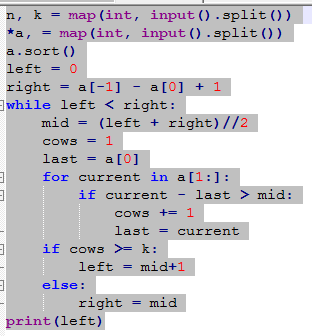 n, k = map(int, input().split())
*a, = map(int, input().split())
a.sort()
left = 0
right = a[-1] - a[0] + 1
while left < right:
    mid = (left + right)//2
    cows = 1
    last = a[0]
    for current in a[1:]:
        if current - last > mid:
            cows += 1
            last = current
    if cows >= k:
        left = mid+1
    else:
        right = mid
print(left)